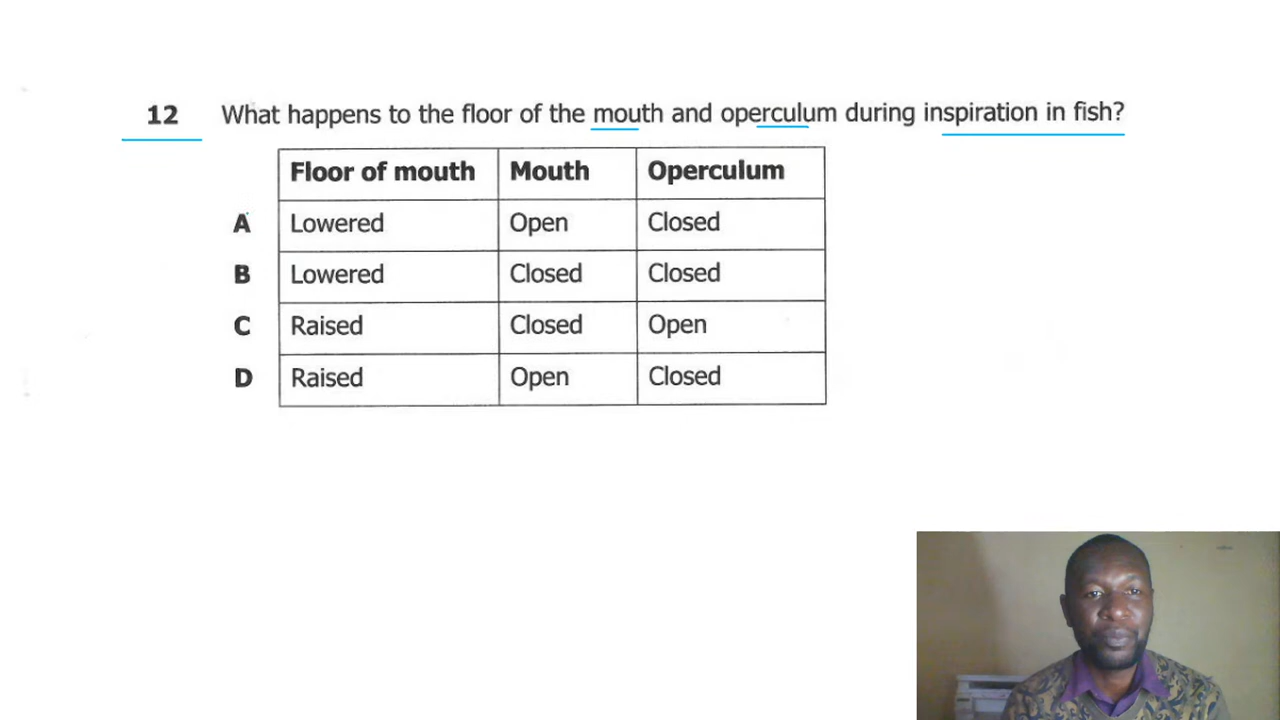 12 What happens to the floor of the mouth and operculum during inspiration in fish?
Floor of mouth Mouth Operculum
A Lowered Open Closed
B Lowered Closed Closed
C Raised Closed Open
D Raised Open Closed